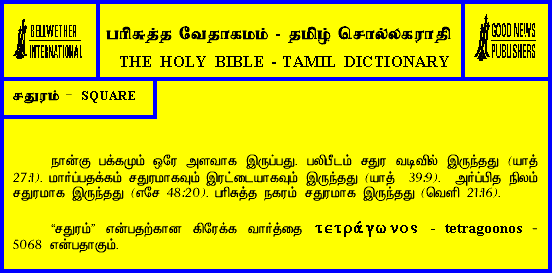 BELLWETHER
INTERNATIONAL
பரிசுத்த வேதாகமம் - தமிழ் சொல்லகராதி
THE HOLY BIBLE - TAMIL DICTIONARY
GOOD NEWS
PUBLISHERS
சதுரம் - SQUARE
நான்கு பக்கமும் ஒரே அளவாக இருப்பது. பலிபீடம் சதுர வடிவில் இருந்தது (யாத்
27:1). மார்ப்பதக்கம் சதுரமாகவும் இரட்டையாகவும் இருந்தது (யாத் 39:9). அர்ப்பித நிலம்
சதுரமாக இருந்தது (எசே 48:20). பரிசுத்த நகரம் சதுரமாக இருந்தது (வெளி 21:16).
"சதுரம்" என்பதற்கான கிரேக்க வார்த்தை τετράγωνος - tetragoonos -
5068 என்பதாகும்.